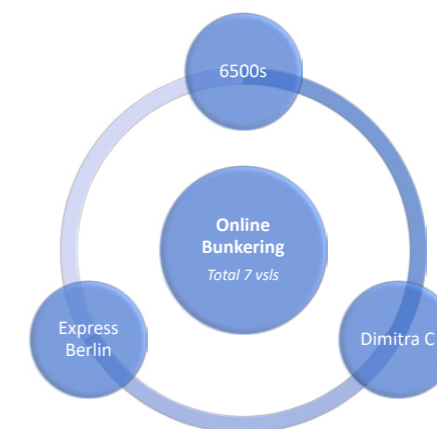 6500s
Online
Bunkering
Total 7 vsls
Express
Berlin
Dimitra C